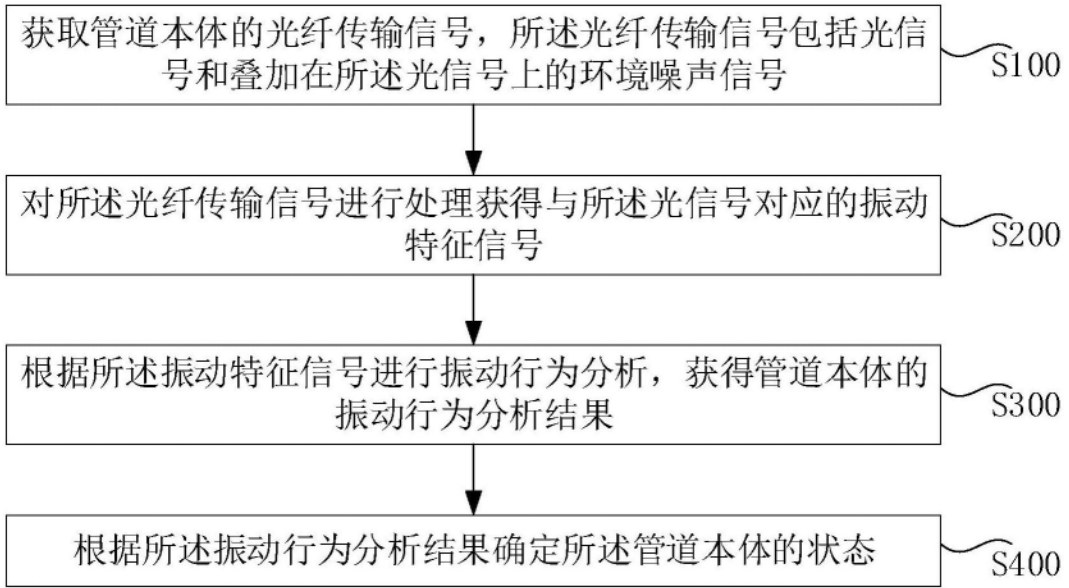 获取管道本体的光纤传输信号，所述光纤传输信号包括光信
号和叠加在所述光信号上的环境噪声信号
S100
对所述光纤传输信号进行处理获得与所述光信号对应的振动
特征信号
S200
根据所述振动特征信号进行振动行为分析，获得管道本体的
振动行为分析结果
S300
根据所述振动行为分析结果确定所述管道本体的状态
S400